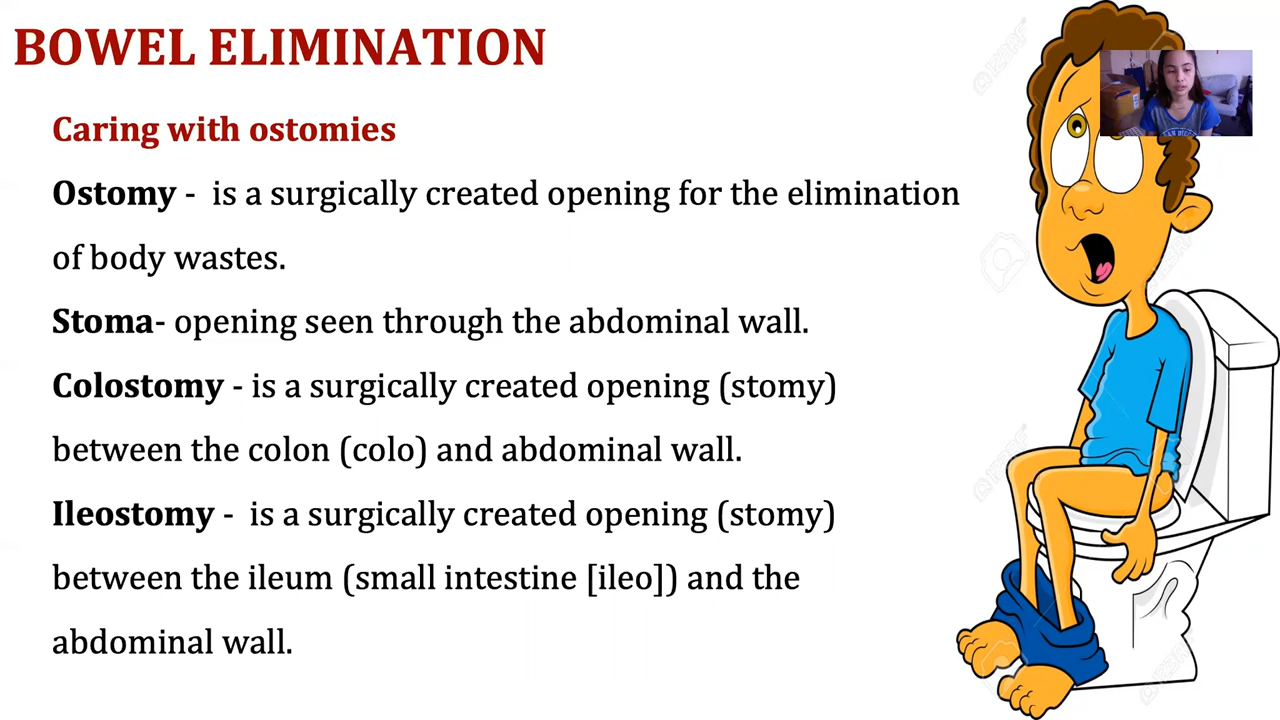 BOWEL ELIMINATION
Caring with ostomies
Ostomy - is a surgically created opening for the elimination
of body wastes.
Stoma- opening seen through the abdominal wall.
Colostomy - is a surgically created opening (stomy)
between the colon (colo) and abdominal wall.
Ileostomy - is a surgically created opening (stomy)
between the ileum (small intestine [ileo]) and the
abdominal wall.